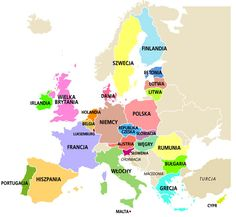 FINLANDIA
SZWECJA
ESTONIA
ŁOTWA
LITWA
DANIA
IRLANDIA
WIELKA
BRYTANIA
HOLANDIA
BELGIA
LUKSEMBURG
NIEMCY
POLSKA
REPUBLIKA
CZESKA
SŁOWACJA
AUSTRIA
WĘGRY
SŁOWENIA
CHORWACJA
RUMUNIA
FRANCJA
BUŁGARIA
WŁOCHY
MACEDONIA
HISZPANIA
PORTUGALIA
GRECJA
TURCJA
MALTA
CYPR